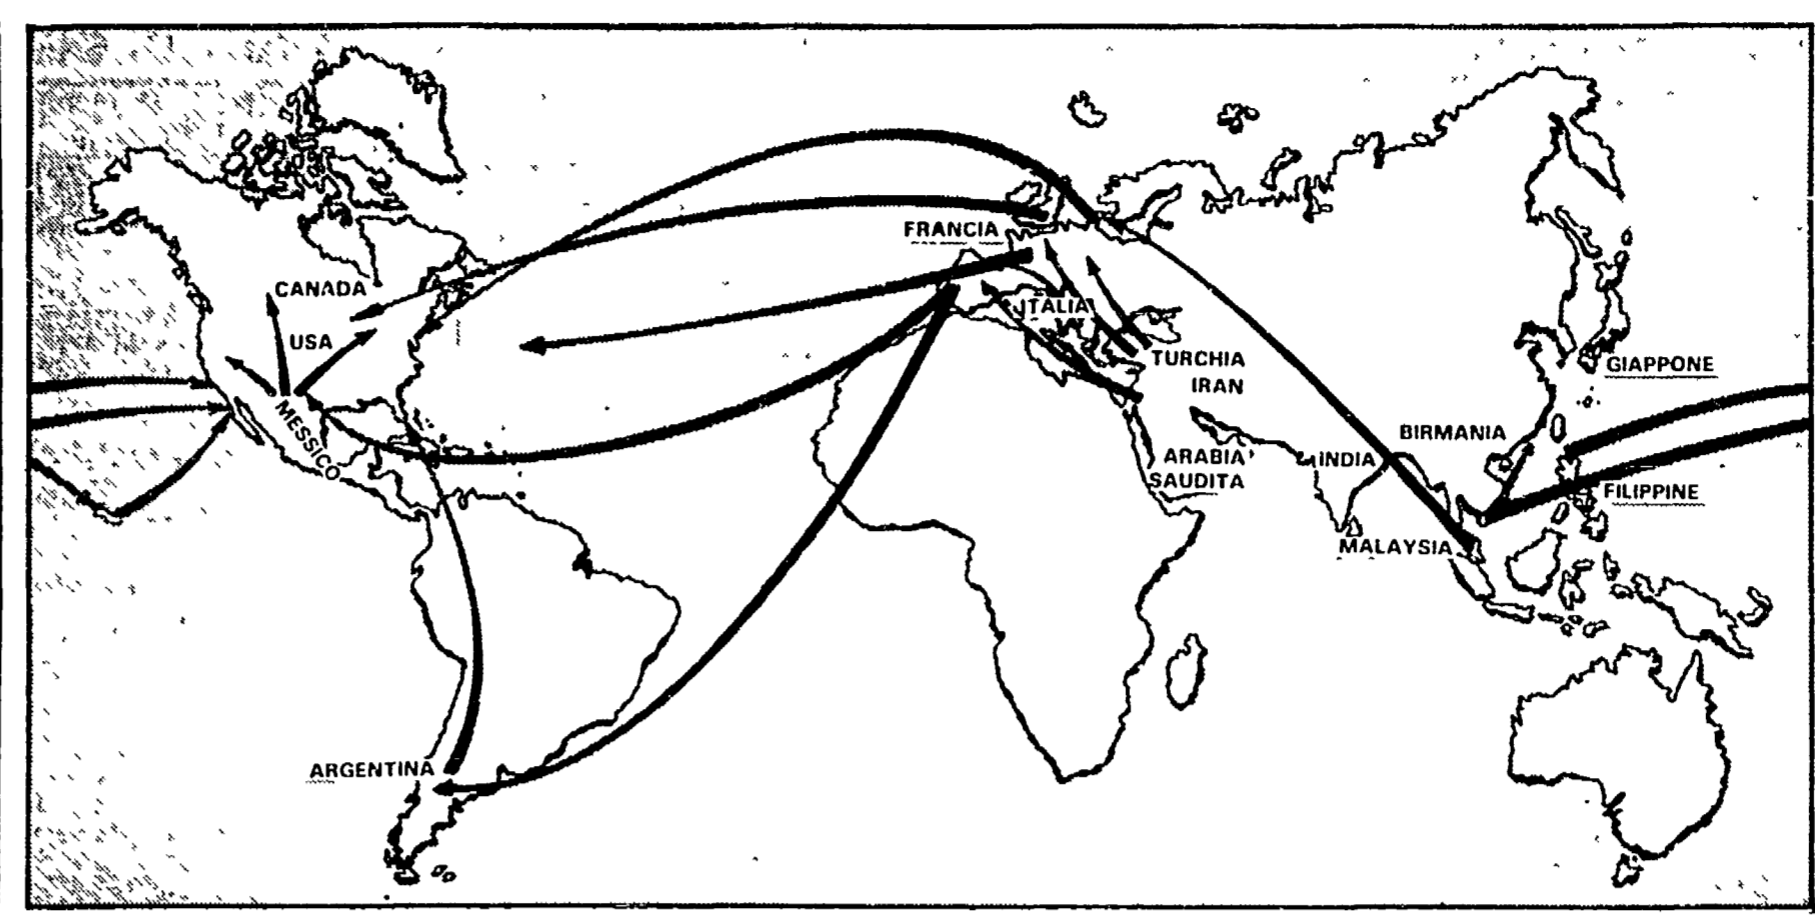 FRANCIA
CANADA
USA
ITALIA
TURCHIA
IRAN
GIAPPONE
MESSICO
BIRMANIA
ARABIA
SAUDITA
INDIA
FILIPPINE
MALAYSIA
ARGENTINA